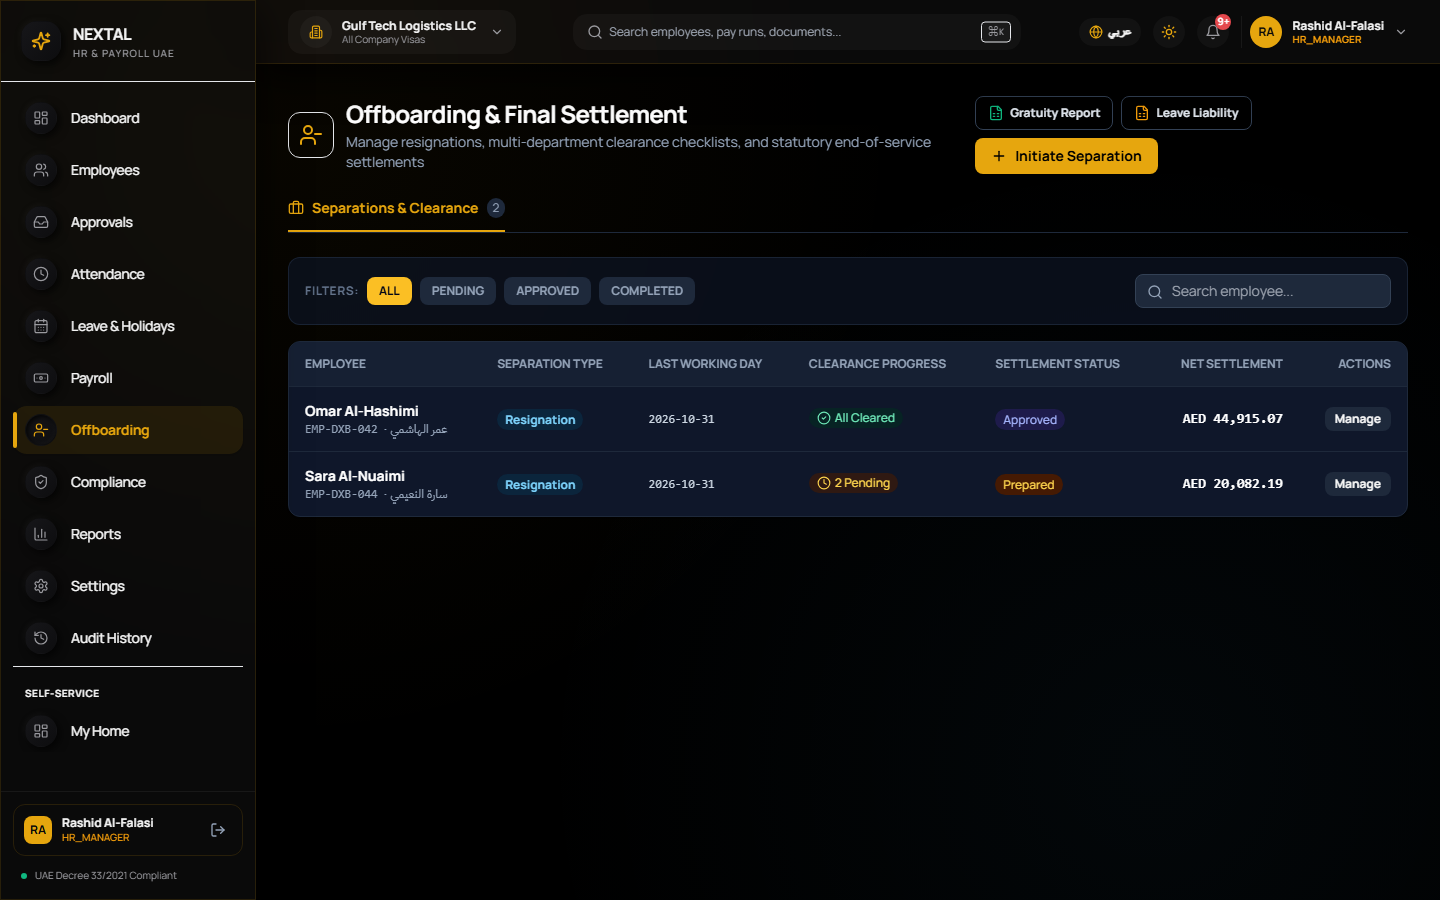 NEXTAL
HR & PAYROLL UAE
Dashboard
Employees
Approvals
Attendance
Leave & Holidays
Payroll
Offboarding
Compliance
Reports
Settings
Audit History
SELF-SERVICE
My Home
RA
Rashid Al-Falasi
HR_MANAGER
UAE Decree 33/2021 Compliant
Gulf Tech Logistics LLC
All Company Visas
Search employees, pay runs, documents...
⌘K
عربي
9+
RA
Rashid Al-Falasi
HR_MANAGER
Offboarding & Final Settlement
Manage resignations, multi-department clearance checklists, and statutory end-of-service
settlements
Gratuity Report
Leave Liability
+ Initiate Separation
Separations & Clearance 2
FILTERS: ALL PENDING APPROVED COMPLETED
Search employee...
EMPLOYEE SEPARATION TYPE LAST WORKING DAY CLEARANCE PROGRESS SETTLEMENT STATUS NET SETTLEMENT ACTIONS
Omar Al-Hashimi
EMP-DXB-042 · عمر الهاشمي
Resignation 2026-10-31 All Cleared Approved AED 44,915.07 Manage
Sara Al-Nuaimi
EMP-DXB-044 · سارة النعيمي
Resignation 2026-10-31 2 Pending Prepared AED 20,082.19 Manage